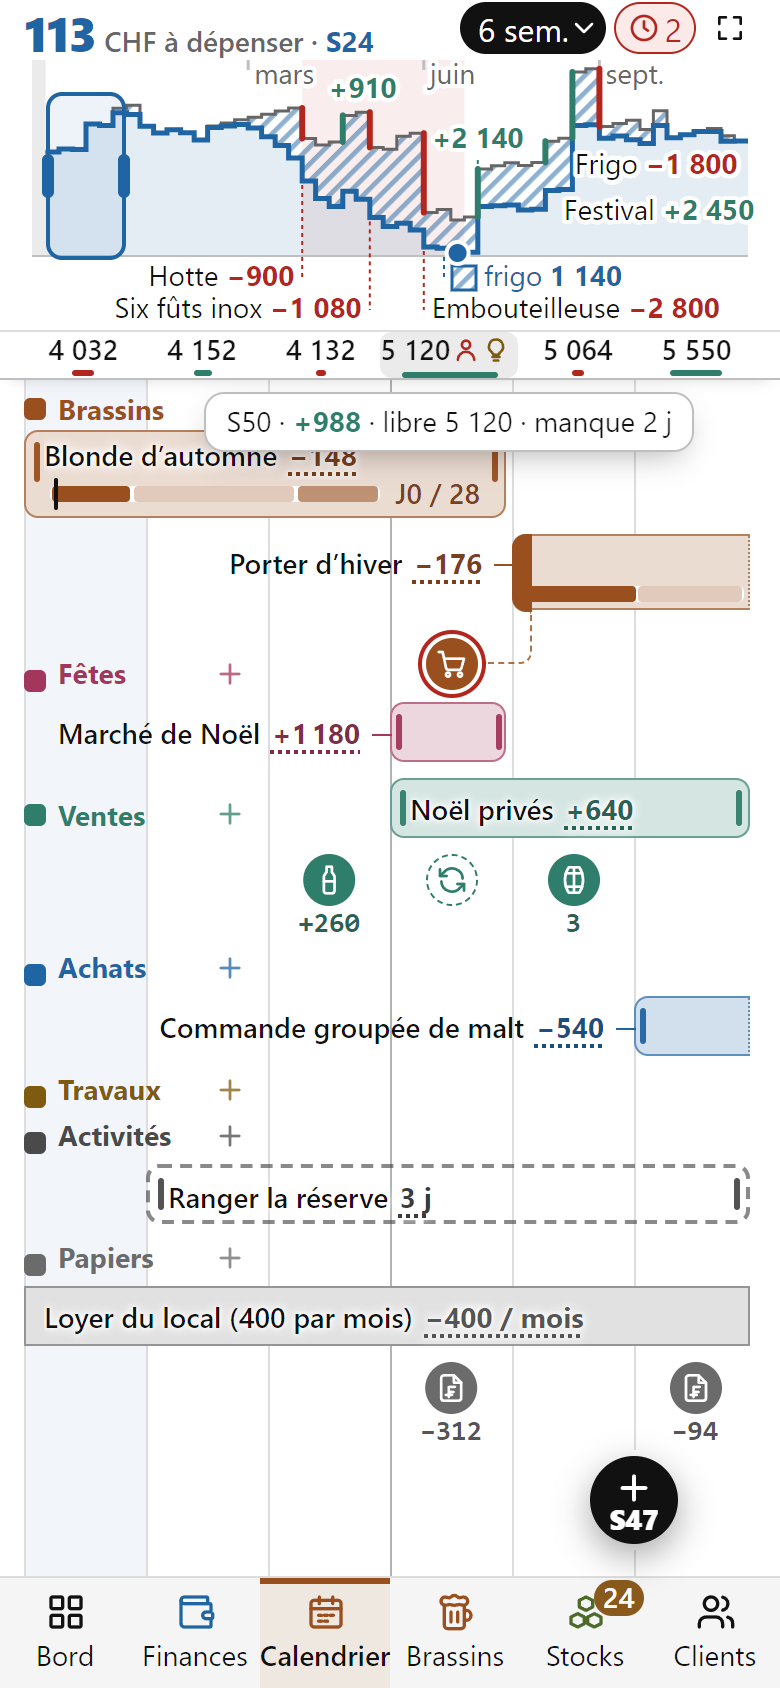 113 CHF à dépenser · S24
6 sem.
2
mars
juin
sept.
+910
+2 140
Frigo −1 800
Festival +2 450
Hotte −900
frigo 1 140
Six fûts inox −1 080
Embouteilleuse −2 800
4 032
4 152
4 132
5 120
5 064
5 550
Brassins
S50 · +988 · libre 5 120 · manque 2 j
Blonde d’automne −148
J0 / 28
Porter d’hiver −176
Fêtes
Marché de Noël +1 180
Ventes
Noël privés +640
+260
3
Achats
Commande groupée de malt −540
Travaux
Activités
Ranger la réserve 3 j
Papiers
Loyer du local (400 par mois) −400 / mois
−312
−94
S47
24
Bord
Finances
Calendrier
Brassins
Stocks
Clients